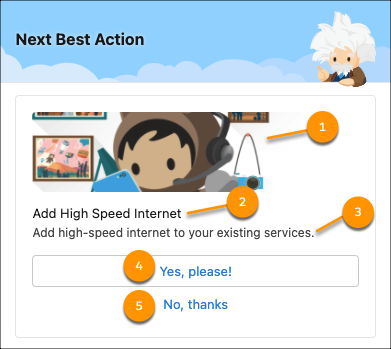 Next Best Action
1
Add High Speed Internet
2
Add high-speed internet to your existing services.
3
4
Yes, please!
5
No, thanks